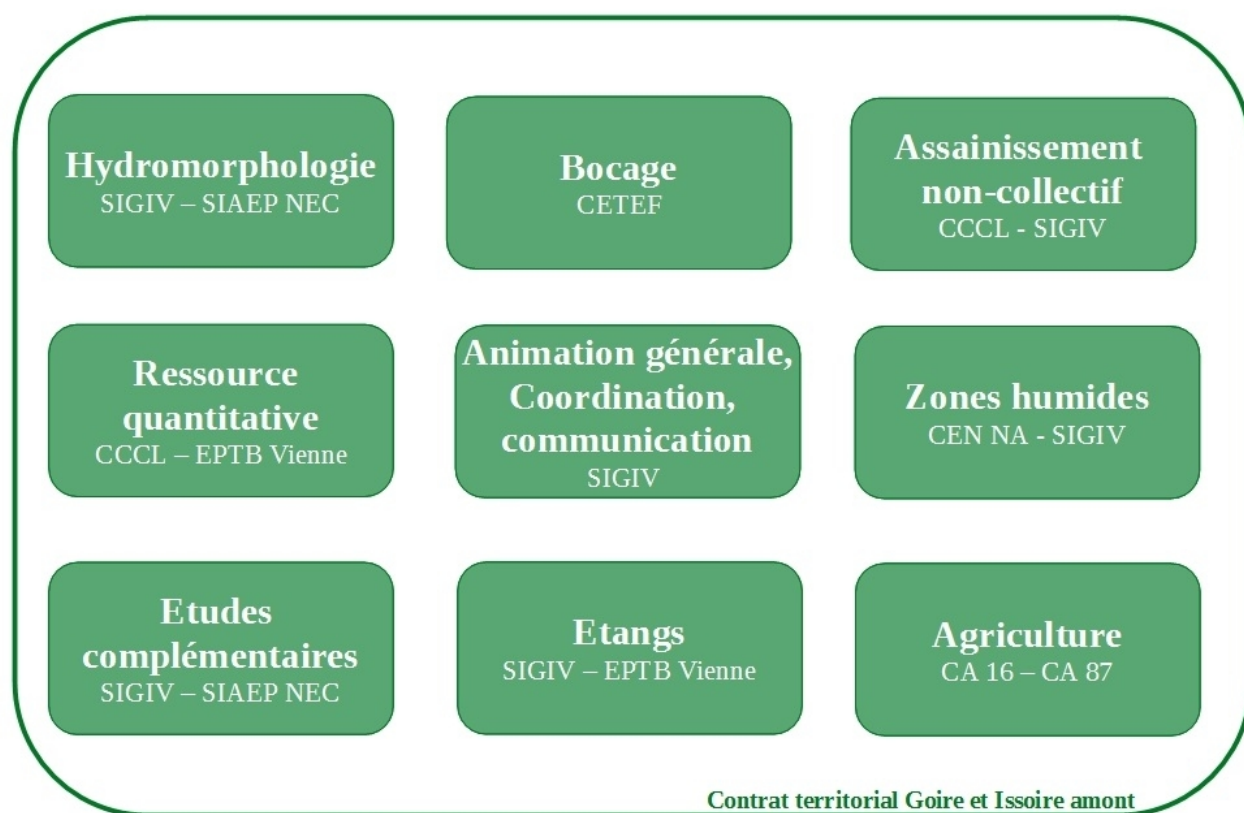 Hydromorphologie
SIGIV – SIAEP NEC
Bocage
CETEF
Assainissement
non-collectif
CCCL - SIGIV
Ressource
quantitative
CCCL – EPTB Vienne
Animation générale,
Coordination,
communication
SIGIV
Zones humides
CEN NA - SIGIV
Etudes
complémentaires
SIGIV – SIAEP NEC
Etangs
SIGIV – EPTB Vienne
Agriculture
CA 16 – CA 87
Contrat territorial Goire et Issoire amont